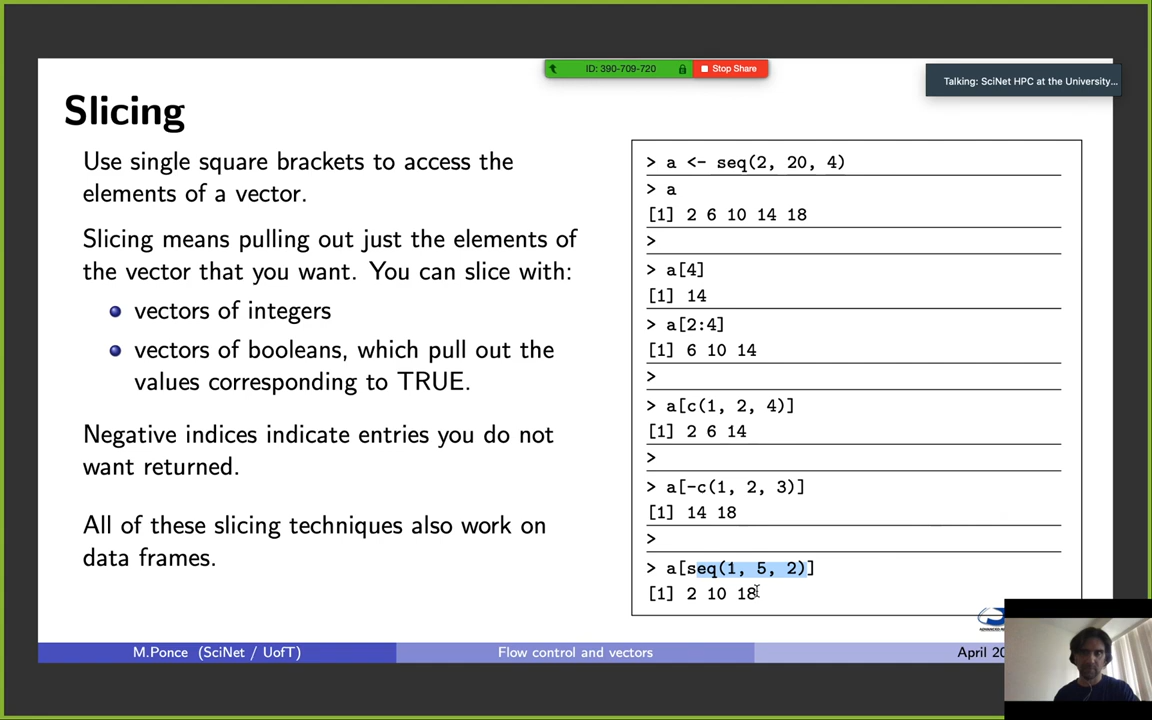 ID: 390-709-720
Stop Share
Talking: SciNet HPC at the University...
Slicing
Use single square brackets to access the
elements of a vector.
Slicing means pulling out just the elements of
the vector that you want. You can slice with:
vectors of integers
vectors of booleans, which pull out the
values corresponding to TRUE.
Negative indices indicate entries you do not
want returned.
All of these slicing techniques also work on
data frames.
> a <- seq(2, 20, 4)
> a
[1] 2 6 10 14 18
>
> a[4]
[1] 14
> a[2:4]
[1] 6 10 14
>
> a[c(1, 2, 4)]
[1] 2 6 14
>
> a[-c(1, 2, 3)]
[1] 14 18
>
> a[seq(1, 5, 2)]
[1] 2 10 18
M.Ponce (SciNet / UofT)
Flow control and vectors
April 20